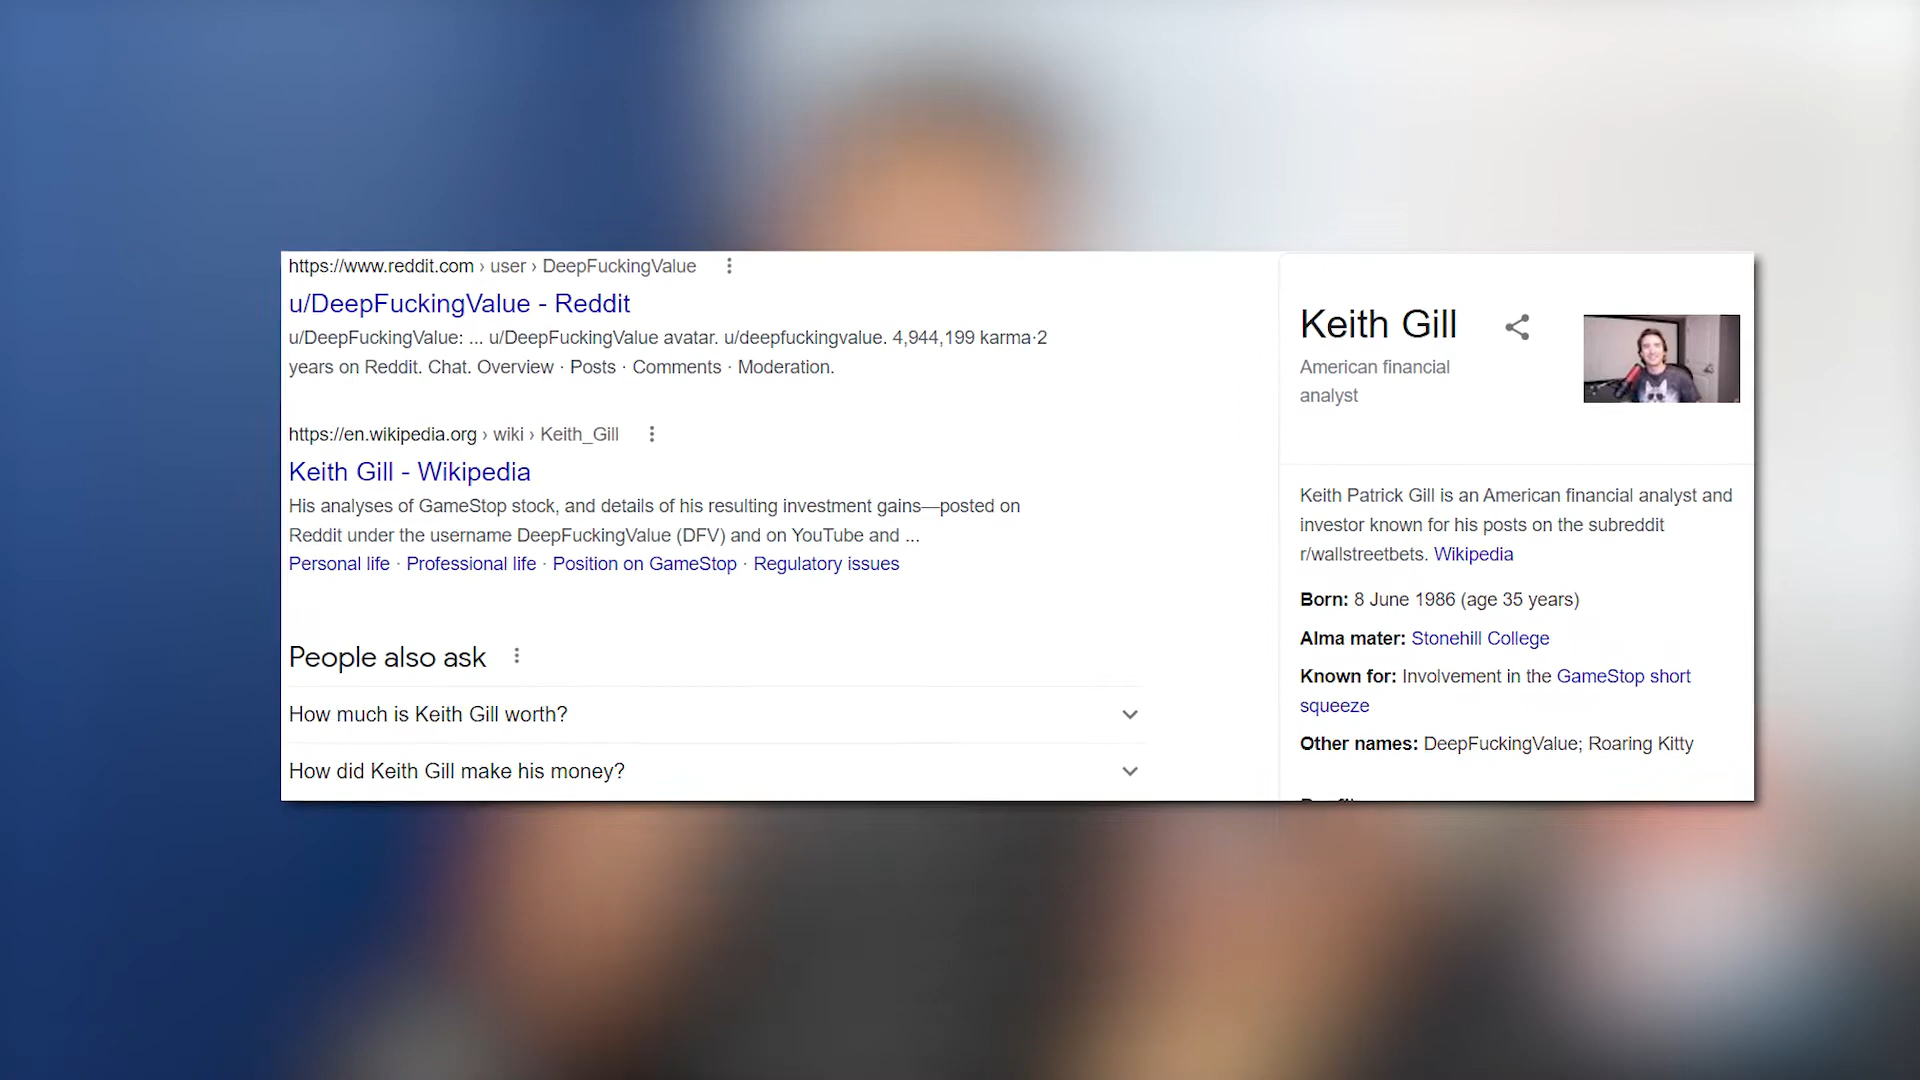 https://www.reddit.com › user › DeepFuckingValue
u/DeepFuckingValue - Reddit
u/DeepFuckingValue: ... u/DeepFuckingValue avatar. u/deepfuckingvalue. 4,944,199 karma·2
years on Reddit. Chat. Overview · Posts · Comments · Moderation.
https://en.wikipedia.org › wiki › Keith_Gill
Keith Gill - Wikipedia
His analyses of GameStop stock, and details of his resulting investment gains—posted on
Reddit under the username DeepFuckingValue (DFV) and on YouTube and ...
Personal life · Professional life · Position on GameStop · Regulatory issues
People also ask
How much is Keith Gill worth?
How did Keith Gill make his money?
Keith Gill
American financial
analyst
Keith Patrick Gill is an American financial analyst and
investor known for his posts on the subreddit
r/wallstreetbets. Wikipedia
Born: 8 June 1986 (age 35 years)
Alma mater: Stonehill College
Known for: Involvement in the GameStop short
squeeze
Other names: DeepFuckingValue; Roaring Kitty